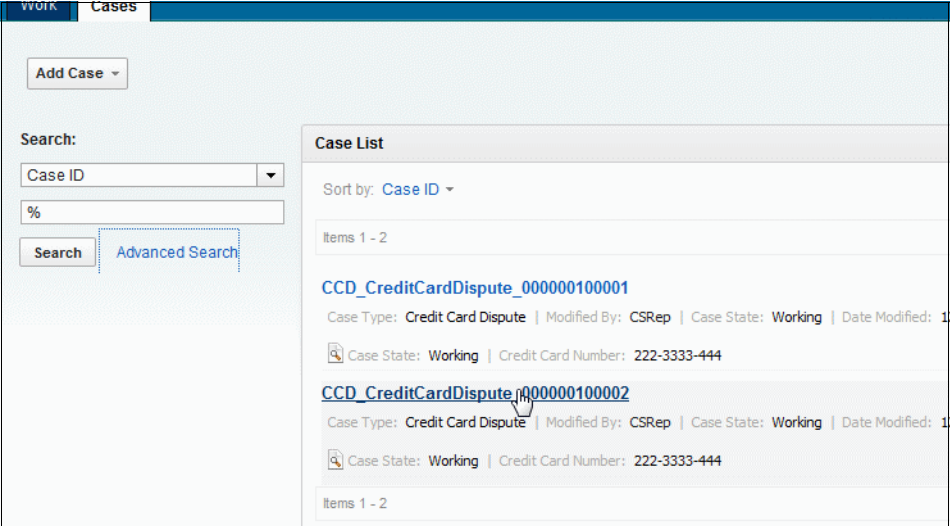 Work Cases
Add Case
Search:
Case ID
%
Search Advanced Search
Case List
Sort by: Case ID
Items 1 - 2
CCD_CreditCardDispute_000000100001
Case Type: Credit Card Dispute | Modified By: CSRep | Case State: Working | Date Modified:
Case State: Working | Credit Card Number: 222-3333-444
CCD_CreditCardDispute_000000100002
Case Type: Credit Card Dispute | Modified By: CSRep | Case State: Working | Date Modified:
Case State: Working | Credit Card Number: 222-3333-444
Items 1 - 2